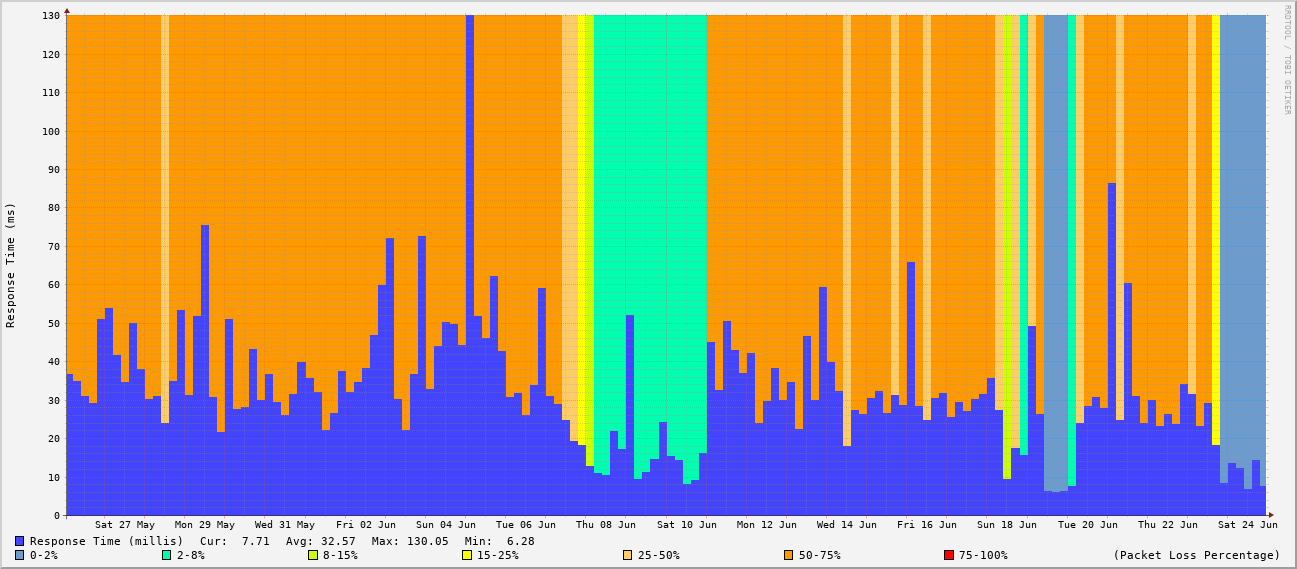 130
120
110
100
90
80
70
60
50
40
30
20
10
0
Response Time (ms)
RRDTOOL / TOBI OETIKER
Sat 27 May Mon 29 May Wed 31 May Fri 02 Jun Sun 04 Jun Tue 06 Jun Thu 08 Jun Sat 10 Jun Mon 12 Jun Wed 14 Jun Fri 16 Jun Sun 18 Jun Tue 20 Jun Thu 22 Jun Sat 24 Jun
Response Time (millis) Cur: 7.71 Avg: 32.57 Max: 130.05 Min: 6.28
0-2% 2-8% 8-15% 15-25% 25-50% 50-75% 75-100% (Packet Loss Percentage)